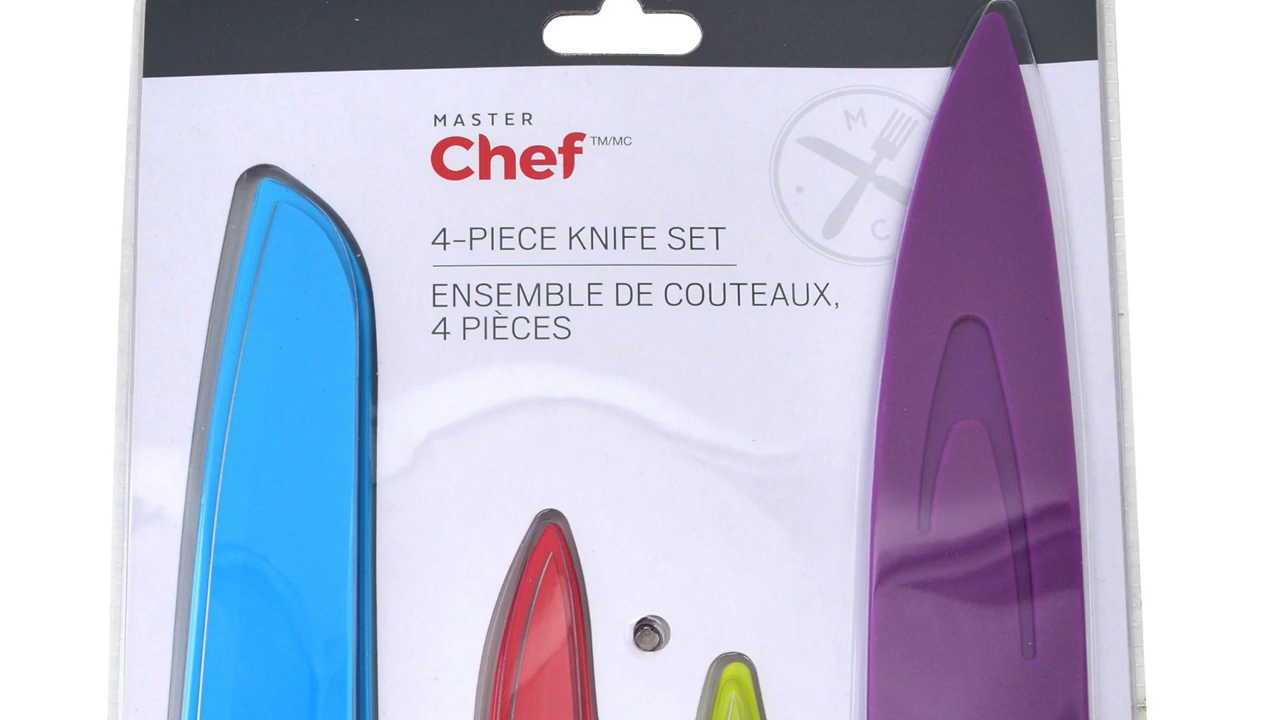 MASTER
Chef TM/MC
M
C
4-PIECE KNIFE SET
ENSEMBLE DE COUTEAUX,
4 PIÈCES